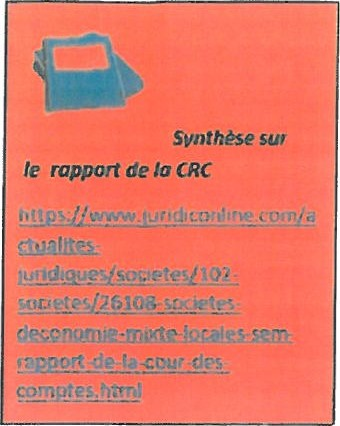 Synthèse sur
le rapport de la CRC
https://www.juridiconline.com/a
ctualites-
juridiques/societes/102-
societes/26108-societes-
deconomie-mixte-locales-sem-
rapport-de-la-cour-des-
comptes.html